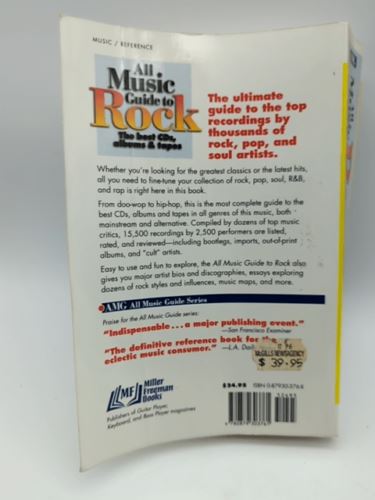 MUSIC / REFERENCE
All
Music
Guide to
Rock
The best CDs,
albums & tapes
The ultimate
guide to the top
recordings by
thousands of
rock, pop, and
soul artists.
Whether you're looking for the greatest classics or the latest hits,
all you need to fine-tune your collection of rock, pop, soul, R&B,
and rap is right here in this book.
From doo-wop to hip-hop, this is the most complete guide to the
best CDs, albums and tapes in all genres of this music, both
mainstream and alternative. Compiled by dozens of top music
critics, 15,500 recordings by 2,500 performers are listed,
rated, and reviewed—including bootlegs, imports, out-of-print
albums, and "cult" artists.
Easy to use and fun to explore, the All Music Guide to Rock also
gives you major artist bios and discographies, essays exploring
dozens of rock styles and influences, music maps, and more.
AMG All Music Guide Series
Praise for the All Music Guide series:
"Indispensable...a major publishing event."
—San Francisco Examiner
"The definitive reference book for the
eclectic music consumer." —L.A.
McGILLS NEWSAGENCY
$ 39.95
MF Miller
Freeman
Books
Publishers of Guitar Player,
Keyboard, and Bass Player magazines
$24.95 ISBN 0-87930-376-X